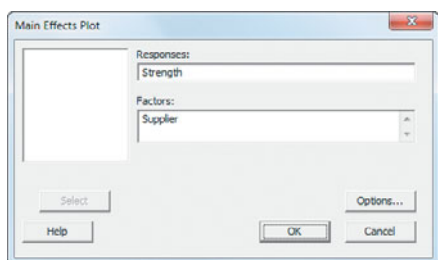 Main Effects Plot
Responses:
Strength
Factors:
Supplier
Select
Options...
Help
OK
Cancel